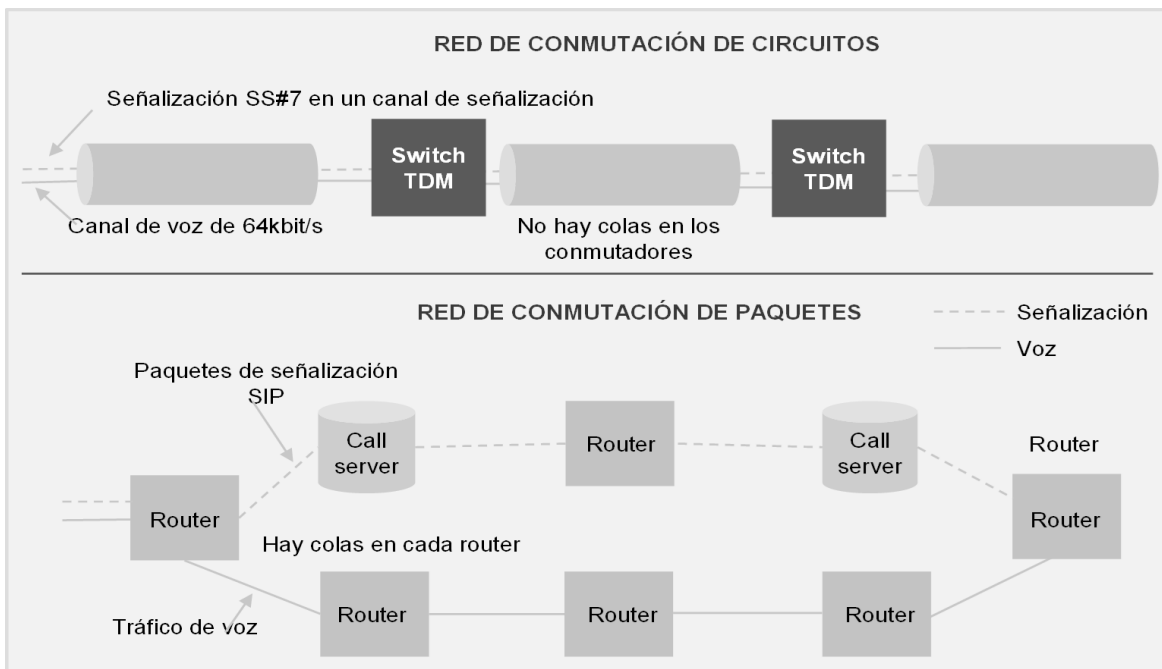 RED DE CONMUTACIÓN DE CIRCUITOS
Señalización SS#7 en un canal de señalización
Switch
TDM
Switch
TDM
Canal de voz de 64kbit/s
No hay colas en los
conmutadores
RED DE CONMUTACIÓN DE PAQUETES
Señalización
Voz
Paquetes de señalización
SIP
Call
server
Router
Call
server
Router
Router
Router
Hay colas en cada router
Router
Router
Router
Tráfico de voz